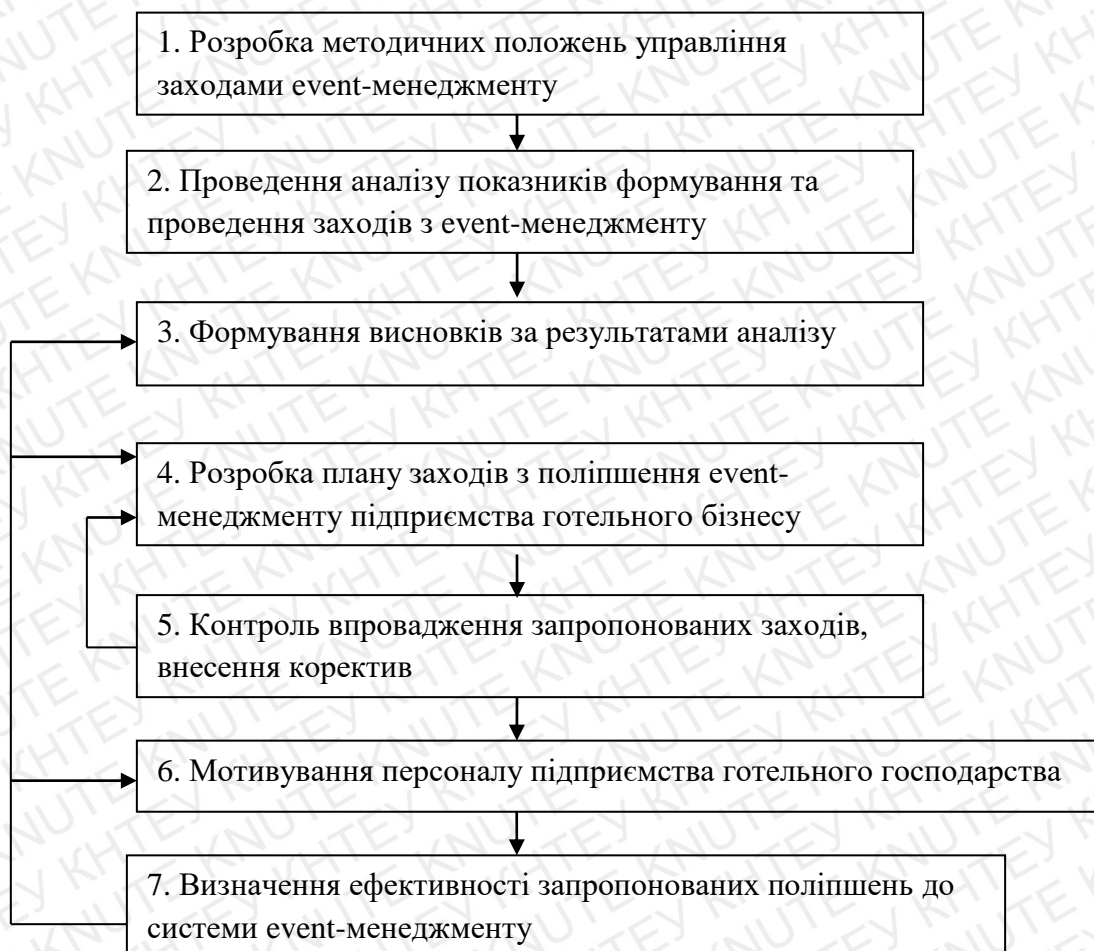 1. Розробка методичних положень управління
заходами event-менеджменту
2. Проведення аналізу показників формування та
проведення заходів з event-менеджменту
3. Формування висновків за результатами аналізу
4. Розробка плану заходів з поліпшення event-
менеджменту підприємства готельного бізнесу
5. Контроль впровадження запропонованих заходів,
внесення коректив
6. Мотивування персоналу підприємства готельного господарства
7. Визначення ефективності запропонованих поліпшень до
системи event-менеджменту